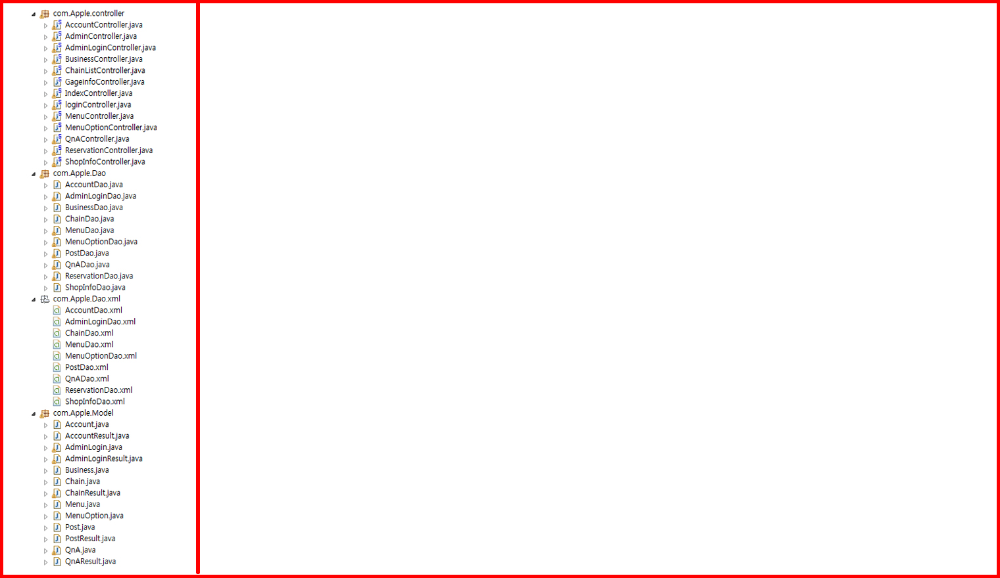 com.Apple.controller
AccountController.java
AdminController.java
AdminLoginController.java
BusinessController.java
ChainListController.java
GageinfoController.java
IndexController.java
loginController.java
MenuController.java
MenuOptionController.java
QnAController.java
ReservationController.java
ShopInfoController.java
com.Apple.Dao
AccountDao.java
AdminLoginDao.java
BusinessDao.java
ChainDao.java
MenuDao.java
MenuOptionDao.java
PostDao.java
QnADao.java
ReservationDao.java
ShopInfoDao.java
com.Apple.Dao.xml
AccountDao.xml
AdminLoginDao.xml
ChainDao.xml
MenuDao.xml
MenuOptionDao.xml
PostDao.xml
QnADao.xml
ReservationDao.xml
ShopInfoDao.xml
com.Apple.Model
Account.java
AccountResult.java
AdminLogin.java
AdminLoginResult.java
Business.java
Chain.java
ChainResult.java
Menu.java
MenuOption.java
Post.java
PostResult.java
QnA.java
QnAResult.java